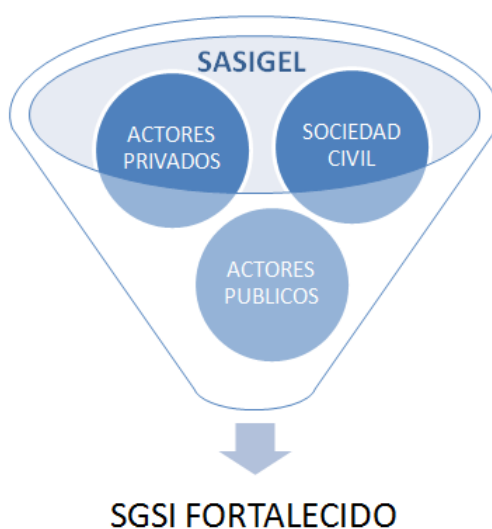 SASIGEL
ACTORES
PRIVADOS
SOCIEDAD
CIVIL
ACTORES
PUBLICOS
SGSI FORTALECIDO